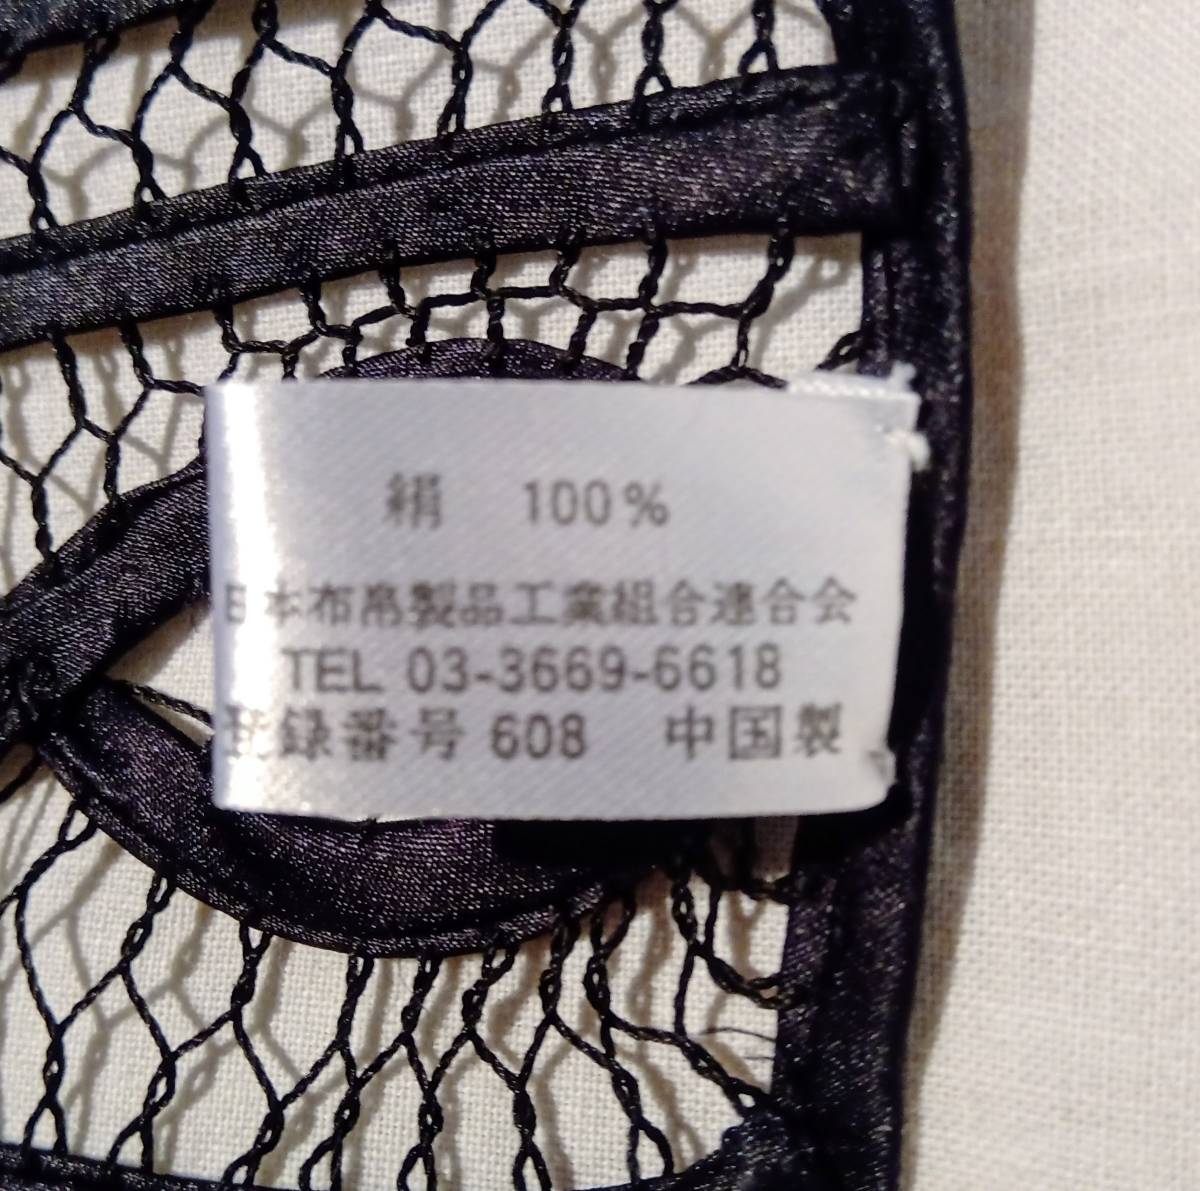 絹 100%
日本布帛製品工業組合連合会
TEL 03-3669-6618
登録番号 608 中国製